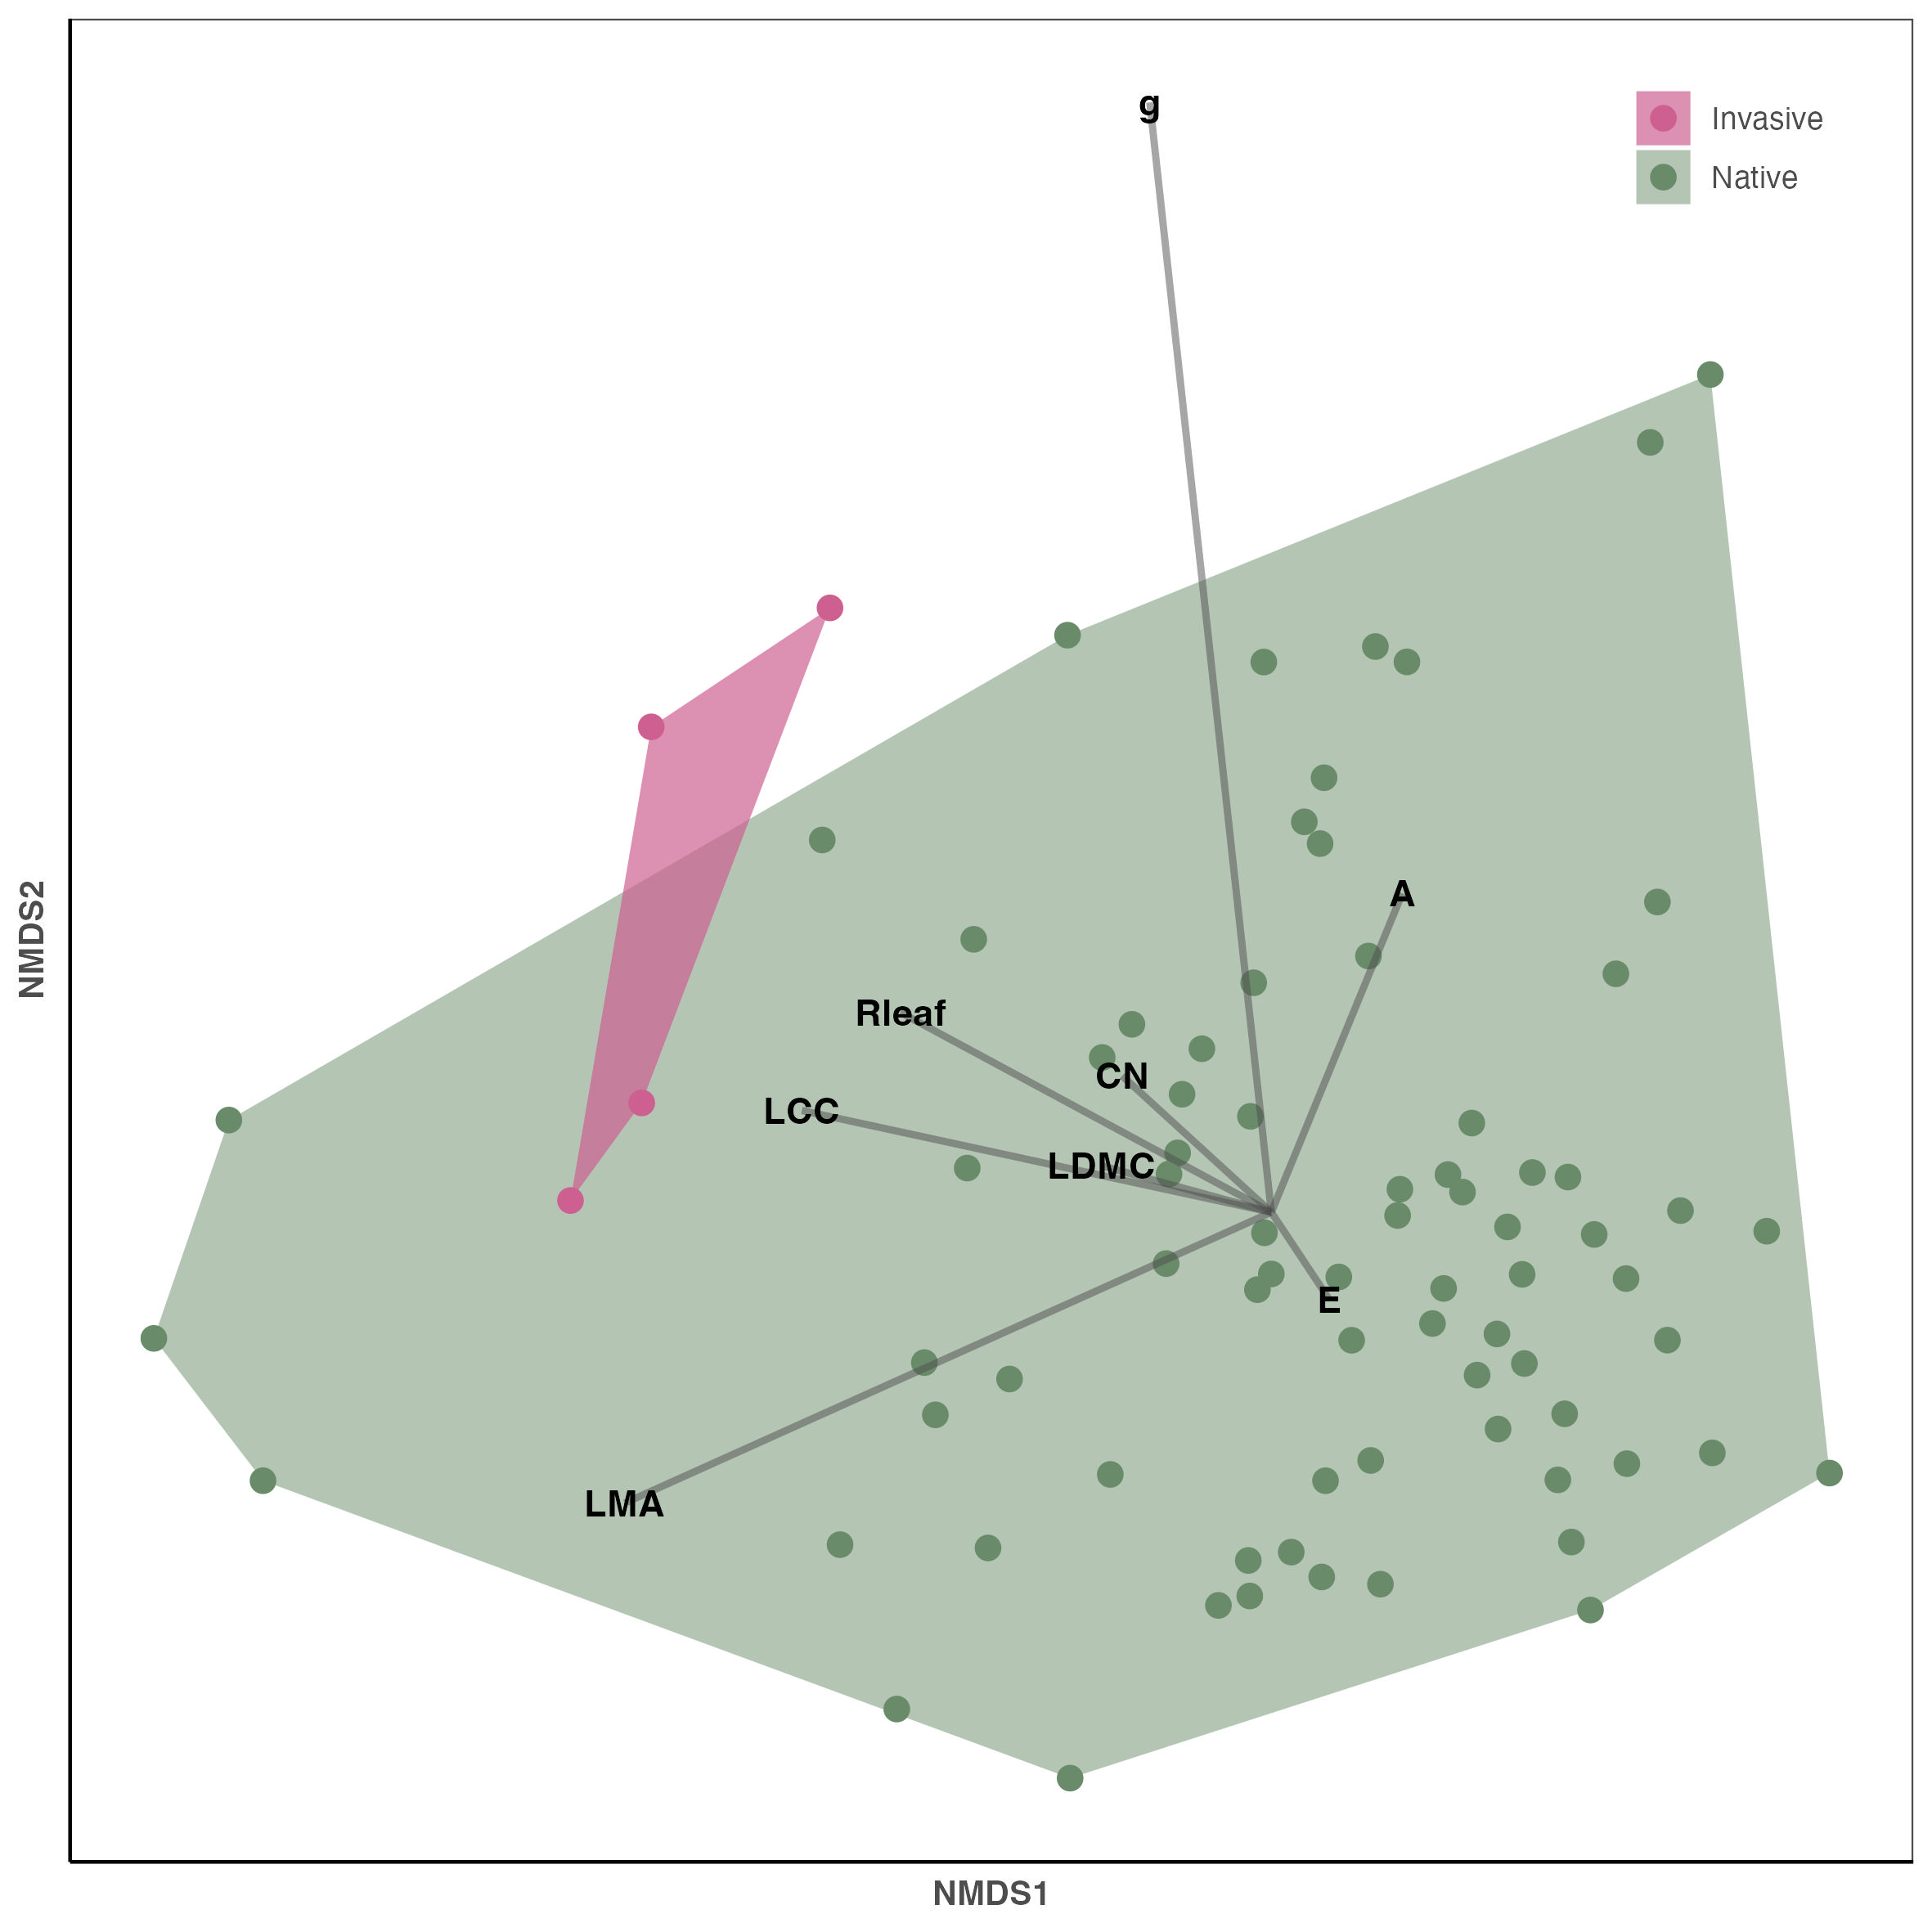 g
Invasive
Native
A
Rleaf
CN
LCC
LDMC
E
LMA
NMDS2
NMDS1